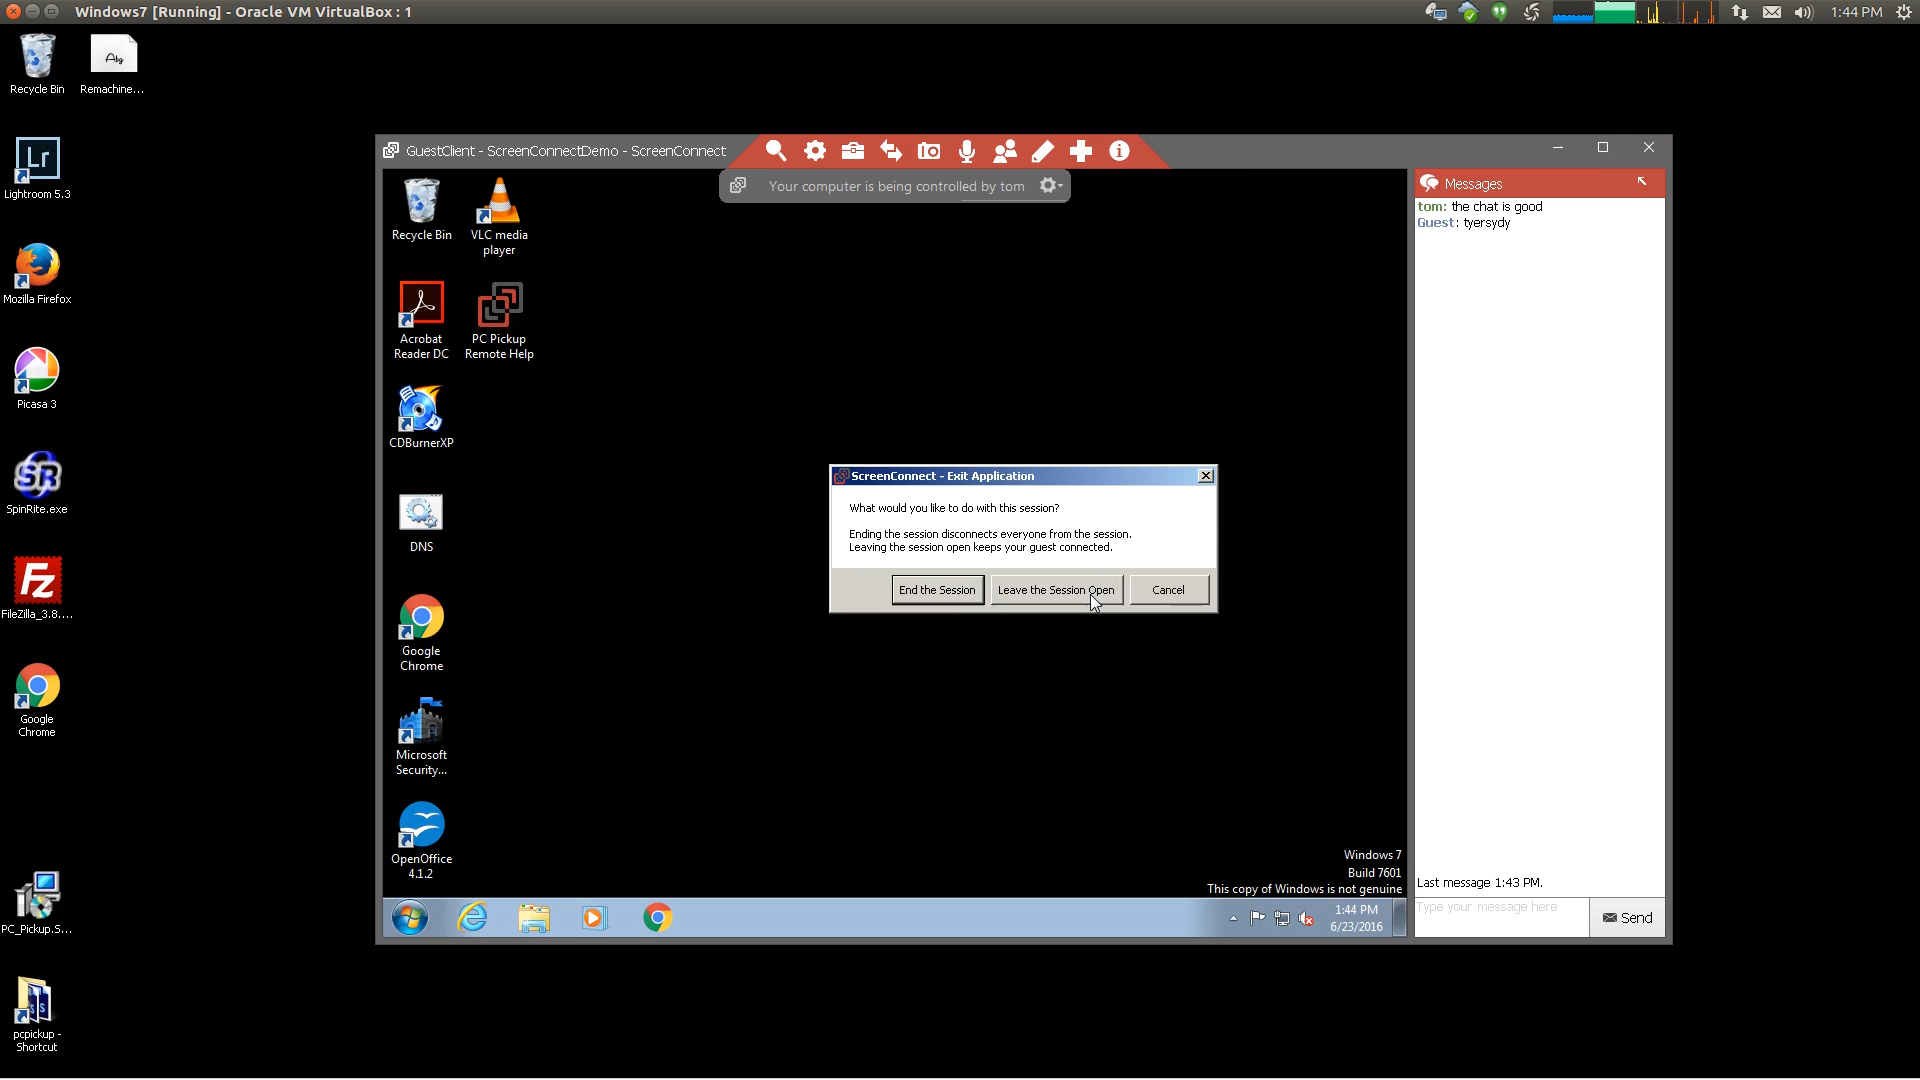 Windows7 [Running] - Oracle VM VirtualBox : 1
1:44 PM
Recycle Bin
Remachine...
Alg
Lr
Lightroom 5.3
Mozilla Firefox
Picasa 3
SR
SpinRite.exe
Fz
FileZilla_3.8....
Google
Chrome
PC_Pickup.S...
pcpickup -
Shortcut
GuestClient - ScreenConnectDemo - ScreenConnect
Your computer is being controlled by tom
Recycle Bin
VLC media
player
Acrobat
Reader DC
PC Pickup
Remote Help
CDBurnerXP
DNS
Google
Chrome
Microsoft
Security...
OpenOffice
4.1.2
ScreenConnect - Exit Application
What would you like to do with this session?
Ending the session disconnects everyone from the session.
Leaving the session open keeps your guest connected.
End the Session
Leave the Session Open
Cancel
Windows 7
Build 7601
This copy of Windows is not genuine
1:44 PM
6/23/2016
Messages
tom: the chat is good
Guest: tyersydy
Last message 1:43 PM.
Type your message here
Send